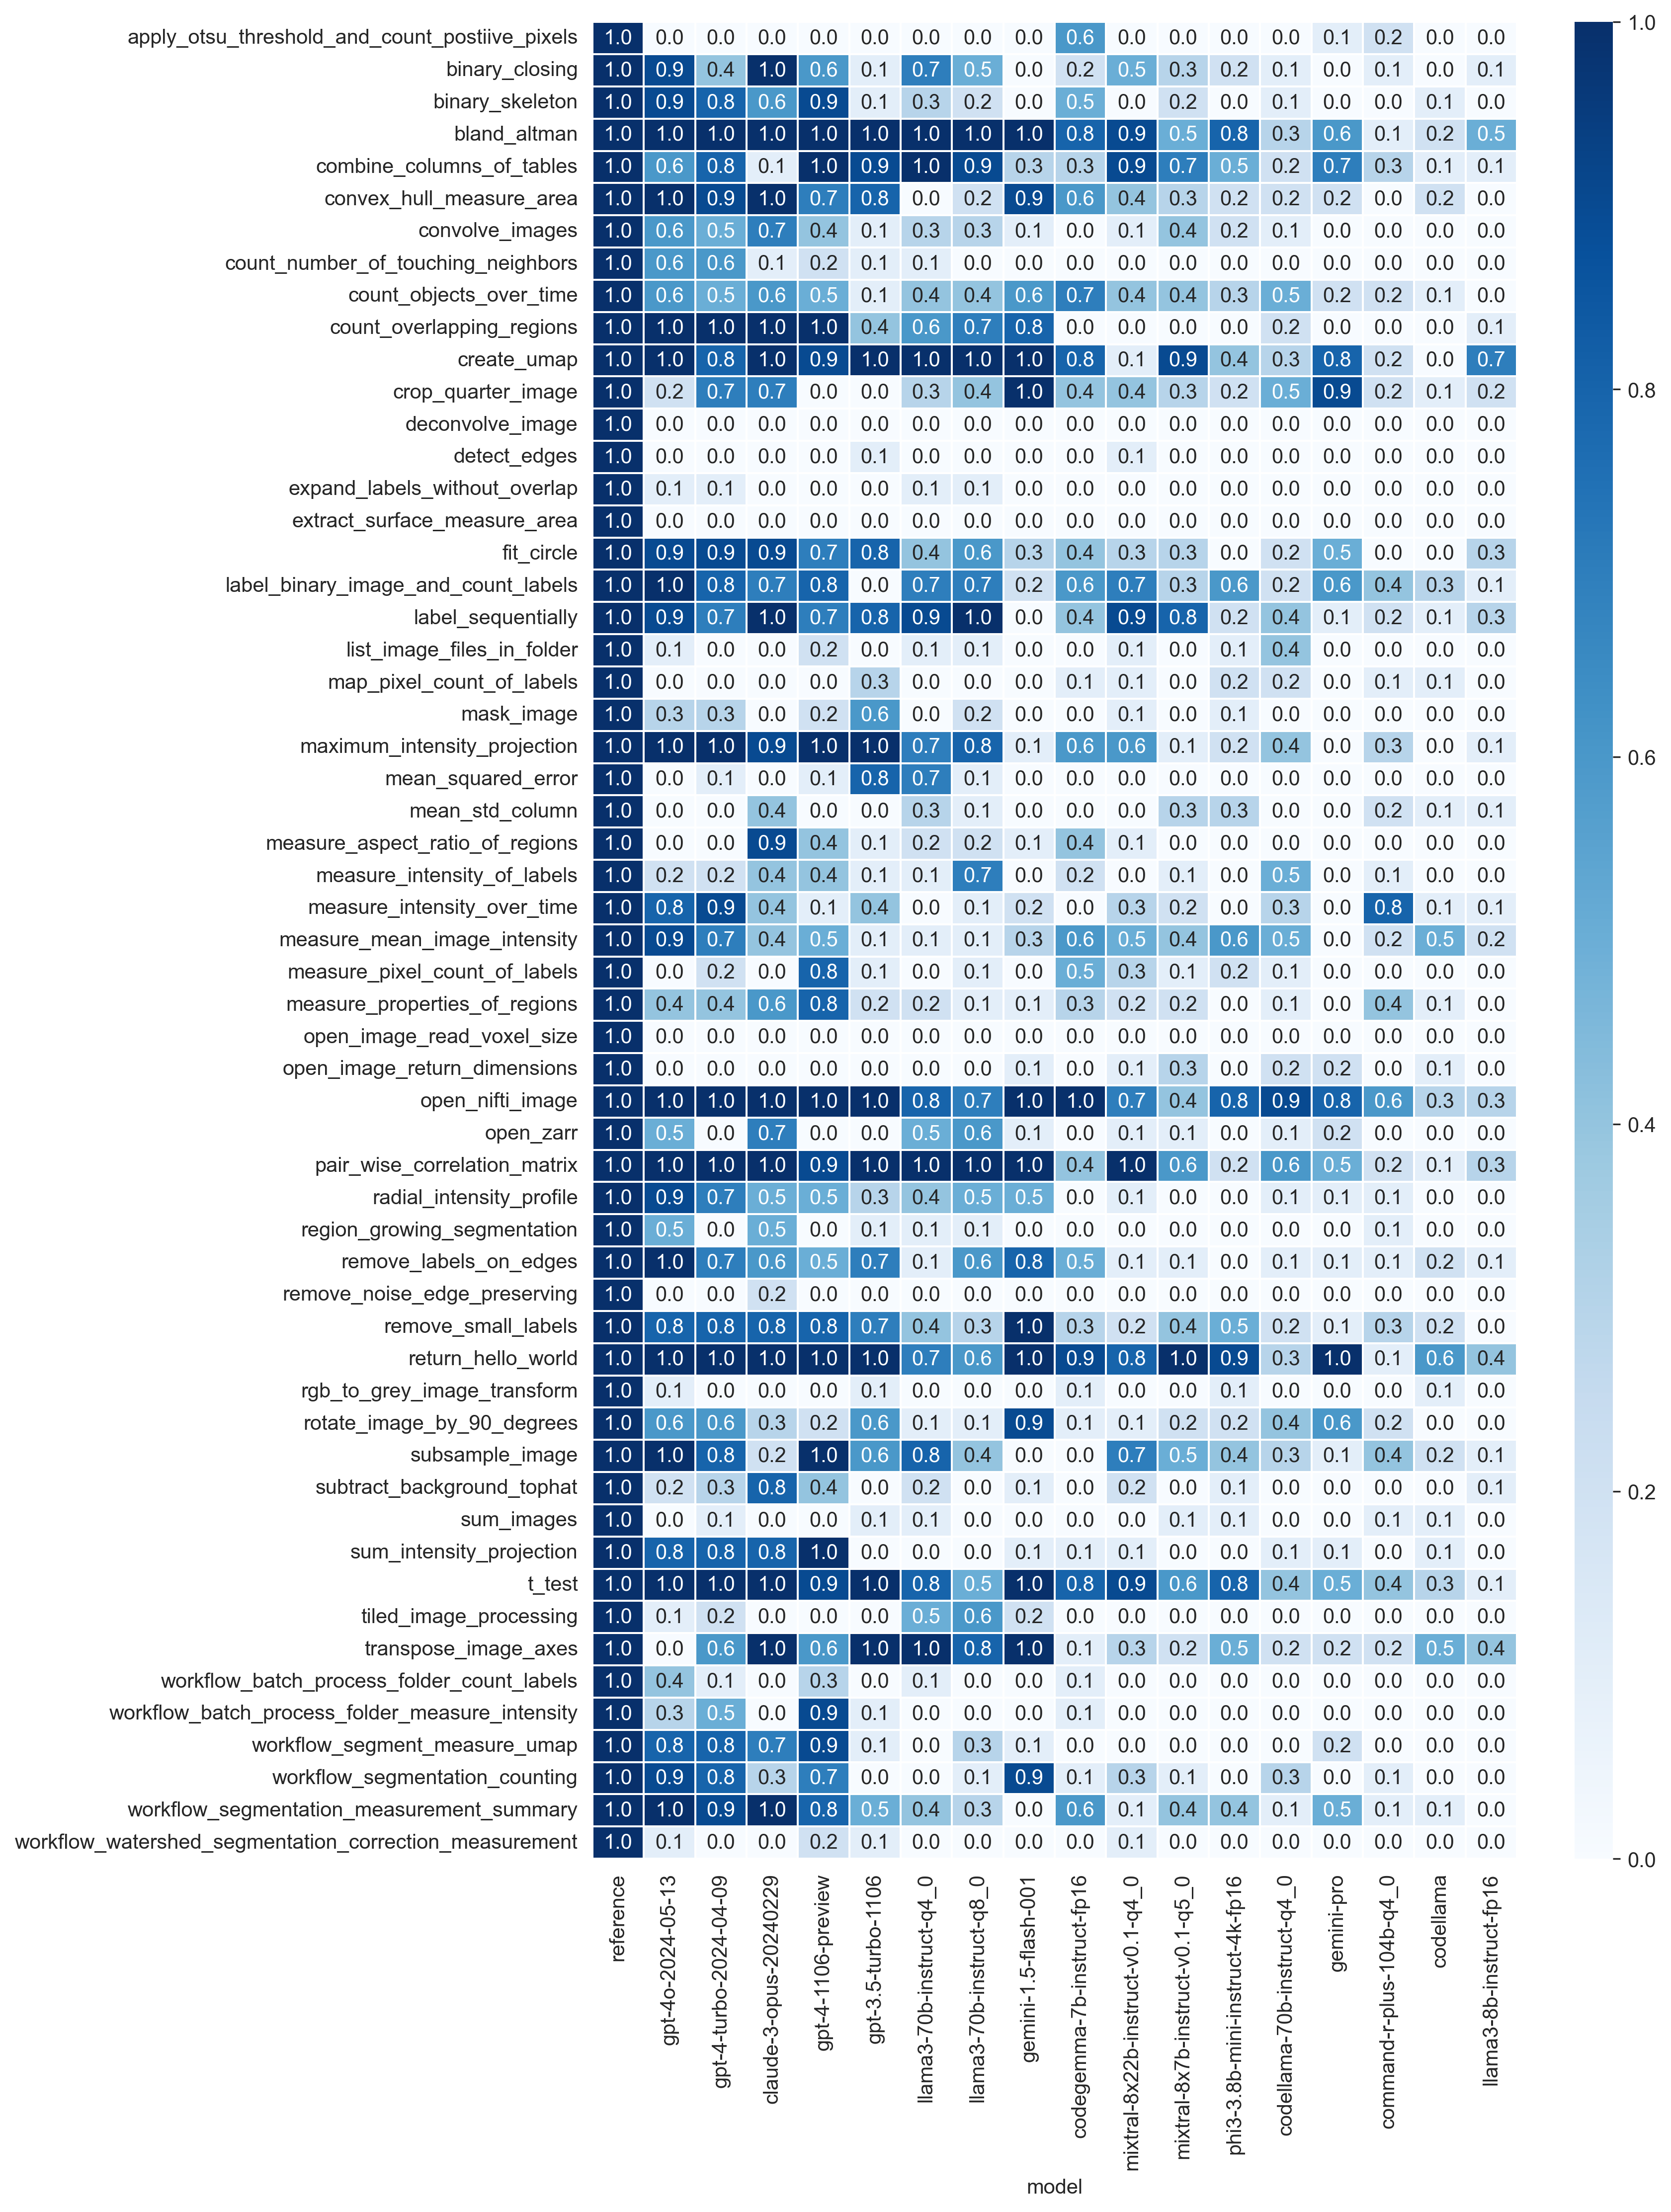 apply_otsu_threshold_and_count_postiive_pixels 1.0 0.0 0.0 0.0 0.0 0.0 0.0 0.0 0.0 0.6 0.0 0.0 0.0 0.0 0.1 0.2 0.0 0.0
binary_closing 1.0 0.9 0.4 1.0 0.6 0.1 0.7 0.5 0.0 0.2 0.5 0.3 0.2 0.1 0.0 0.1 0.0 0.1
binary_skeleton 1.0 0.9 0.8 0.6 0.9 0.1 0.3 0.2 0.0 0.5 0.0 0.2 0.0 0.1 0.0 0.0 0.1 0.0
bland_altman 1.0 1.0 1.0 1.0 1.0 1.0 1.0 1.0 1.0 0.8 0.9 0.5 0.8 0.3 0.6 0.1 0.2 0.5
combine_columns_of_tables 1.0 0.6 0.8 0.1 1.0 0.9 1.0 0.9 0.3 0.3 0.9 0.7 0.5 0.2 0.7 0.3 0.1 0.1
convex_hull_measure_area 1.0 1.0 0.9 1.0 0.7 0.8 0.0 0.2 0.9 0.6 0.4 0.3 0.2 0.2 0.2 0.0 0.2 0.0
convolve_images 1.0 0.6 0.5 0.7 0.4 0.1 0.3 0.3 0.1 0.0 0.1 0.4 0.2 0.1 0.0 0.0 0.0 0.0
count_number_of_touching_neighbors 1.0 0.6 0.6 0.1 0.2 0.1 0.1 0.0 0.0 0.0 0.0 0.0 0.0 0.0 0.0 0.0 0.0 0.0
count_objects_over_time 1.0 0.6 0.5 0.6 0.5 0.1 0.4 0.4 0.6 0.7 0.4 0.4 0.3 0.5 0.2 0.2 0.1 0.0
count_overlapping_regions 1.0 1.0 1.0 1.0 1.0 0.4 0.6 0.7 0.8 0.0 0.0 0.0 0.0 0.2 0.0 0.0 0.0 0.1
create_umap 1.0 1.0 0.8 1.0 0.9 1.0 1.0 1.0 1.0 0.8 0.1 0.9 0.4 0.3 0.8 0.2 0.0 0.7
crop_quarter_image 1.0 0.2 0.7 0.7 0.0 0.0 0.3 0.4 1.0 0.4 0.4 0.3 0.2 0.5 0.9 0.2 0.1 0.2
deconvolve_image 1.0 0.0 0.0 0.0 0.0 0.0 0.0 0.0 0.0 0.0 0.0 0.0 0.0 0.0 0.0 0.0 0.0 0.0
detect_edges 1.0 0.0 0.0 0.0 0.0 0.1 0.0 0.0 0.0 0.0 0.1 0.0 0.0 0.0 0.0 0.0 0.0 0.0
expand_labels_without_overlap 1.0 0.1 0.1 0.0 0.0 0.0 0.1 0.1 0.0 0.0 0.0 0.0 0.0 0.0 0.0 0.0 0.0 0.0
extract_surface_measure_area 1.0 0.0 0.0 0.0 0.0 0.0 0.0 0.0 0.0 0.0 0.0 0.0 0.0 0.0 0.0 0.0 0.0 0.0
fit_circle 1.0 0.9 0.9 0.9 0.7 0.8 0.4 0.6 0.3 0.4 0.3 0.3 0.0 0.2 0.5 0.0 0.0 0.3
label_binary_image_and_count_labels 1.0 1.0 0.8 0.7 0.8 0.0 0.7 0.7 0.2 0.6 0.7 0.3 0.6 0.2 0.6 0.4 0.3 0.1
label_sequentially 1.0 0.9 0.7 1.0 0.7 0.8 0.9 1.0 0.0 0.4 0.9 0.8 0.2 0.4 0.1 0.2 0.1 0.3
list_image_files_in_folder 1.0 0.1 0.0 0.0 0.2 0.0 0.1 0.1 0.0 0.0 0.1 0.0 0.1 0.4 0.0 0.0 0.0 0.0
map_pixel_count_of_labels 1.0 0.0 0.0 0.0 0.0 0.3 0.0 0.0 0.0 0.1 0.1 0.0 0.2 0.2 0.0 0.1 0.1 0.0
mask_image 1.0 0.3 0.3 0.0 0.2 0.6 0.0 0.2 0.0 0.0 0.1 0.0 0.1 0.0 0.0 0.0 0.0 0.0
maximum_intensity_projection 1.0 1.0 1.0 0.9 1.0 1.0 0.7 0.8 0.1 0.6 0.6 0.1 0.2 0.4 0.0 0.3 0.0 0.1
mean_squared_error 1.0 0.0 0.1 0.0 0.1 0.8 0.7 0.1 0.0 0.0 0.0 0.0 0.0 0.0 0.0 0.0 0.0 0.0
mean_std_column 1.0 0.0 0.0 0.4 0.0 0.0 0.3 0.1 0.0 0.0 0.0 0.3 0.3 0.0 0.0 0.2 0.1 0.1
measure_aspect_ratio_of_regions 1.0 0.0 0.0 0.9 0.4 0.1 0.2 0.2 0.1 0.4 0.1 0.0 0.0 0.0 0.0 0.0 0.0 0.0
measure_intensity_of_labels 1.0 0.2 0.2 0.4 0.4 0.1 0.1 0.7 0.0 0.2 0.0 0.1 0.0 0.5 0.0 0.1 0.0 0.0
measure_intensity_over_time 1.0 0.8 0.9 0.4 0.1 0.4 0.0 0.1 0.2 0.0 0.3 0.2 0.0 0.3 0.0 0.8 0.1 0.1
measure_mean_image_intensity 1.0 0.9 0.7 0.4 0.5 0.1 0.1 0.1 0.3 0.6 0.5 0.4 0.6 0.5 0.0 0.2 0.5 0.2
measure_pixel_count_of_labels 1.0 0.0 0.2 0.0 0.8 0.1 0.0 0.1 0.0 0.5 0.3 0.1 0.2 0.1 0.0 0.0 0.0 0.0
measure_properties_of_regions 1.0 0.4 0.4 0.6 0.8 0.2 0.2 0.1 0.1 0.3 0.2 0.2 0.0 0.1 0.0 0.4 0.1 0.0
open_image_read_voxel_size 1.0 0.0 0.0 0.0 0.0 0.0 0.0 0.0 0.0 0.0 0.0 0.0 0.0 0.0 0.0 0.0 0.0 0.0
open_image_return_dimensions 1.0 0.0 0.0 0.0 0.0 0.0 0.0 0.0 0.1 0.0 0.1 0.3 0.0 0.2 0.2 0.0 0.1 0.0
open_nifti_image 1.0 1.0 1.0 1.0 1.0 1.0 0.8 0.7 1.0 1.0 0.7 0.4 0.8 0.9 0.8 0.6 0.3 0.3
open_zarr 1.0 0.5 0.0 0.7 0.0 0.0 0.5 0.6 0.1 0.0 0.1 0.1 0.0 0.1 0.2 0.0 0.0 0.0
pair_wise_correlation_matrix 1.0 1.0 1.0 1.0 0.9 1.0 1.0 1.0 1.0 0.4 1.0 0.6 0.2 0.6 0.5 0.2 0.1 0.3
radial_intensity_profile 1.0 0.9 0.7 0.5 0.5 0.3 0.4 0.5 0.5 0.0 0.1 0.0 0.0 0.1 0.1 0.1 0.0 0.0
region_growing_segmentation 1.0 0.5 0.0 0.5 0.0 0.1 0.1 0.1 0.0 0.0 0.0 0.0 0.0 0.0 0.0 0.1 0.0 0.0
remove_labels_on_edges 1.0 1.0 0.7 0.6 0.5 0.7 0.1 0.6 0.8 0.5 0.1 0.1 0.0 0.1 0.1 0.1 0.2 0.1
remove_noise_edge_preserving 1.0 0.0 0.0 0.2 0.0 0.0 0.0 0.0 0.0 0.0 0.0 0.0 0.0 0.0 0.0 0.0 0.0 0.0
remove_small_labels 1.0 0.8 0.8 0.8 0.8 0.7 0.4 0.3 1.0 0.3 0.2 0.4 0.5 0.2 0.1 0.3 0.2 0.0
return_hello_world 1.0 1.0 1.0 1.0 1.0 1.0 0.7 0.6 1.0 0.9 0.8 1.0 0.9 0.3 1.0 0.1 0.6 0.4
rgb_to_grey_image_transform 1.0 0.1 0.0 0.0 0.0 0.1 0.0 0.0 0.0 0.1 0.0 0.0 0.1 0.0 0.0 0.0 0.1 0.0
rotate_image_by_90_degrees 1.0 0.6 0.6 0.3 0.2 0.6 0.1 0.1 0.9 0.1 0.1 0.2 0.2 0.4 0.6 0.2 0.0 0.0
subsample_image 1.0 1.0 0.8 0.2 1.0 0.6 0.8 0.4 0.0 0.0 0.7 0.5 0.4 0.3 0.1 0.4 0.2 0.1
subtract_background_tophat 1.0 0.2 0.3 0.8 0.4 0.0 0.2 0.0 0.1 0.0 0.2 0.0 0.1 0.0 0.0 0.0 0.0 0.1
sum_images 1.0 0.0 0.1 0.0 0.0 0.1 0.1 0.0 0.0 0.0 0.0 0.1 0.1 0.0 0.0 0.1 0.1 0.0
sum_intensity_projection 1.0 0.8 0.8 0.8 1.0 0.0 0.0 0.0 0.1 0.1 0.1 0.0 0.0 0.1 0.1 0.0 0.1 0.0
t_test 1.0 1.0 1.0 1.0 0.9 1.0 0.8 0.5 1.0 0.8 0.9 0.6 0.8 0.4 0.5 0.4 0.3 0.1
tiled_image_processing 1.0 0.1 0.2 0.0 0.0 0.0 0.5 0.6 0.2 0.0 0.0 0.0 0.0 0.0 0.0 0.0 0.0 0.0
transpose_image_axes 1.0 0.0 0.6 1.0 0.6 1.0 1.0 0.8 1.0 0.1 0.3 0.2 0.5 0.2 0.2 0.2 0.5 0.4
workflow_batch_process_folder_count_labels 1.0 0.4 0.1 0.0 0.3 0.0 0.1 0.0 0.0 0.1 0.0 0.0 0.0 0.0 0.0 0.0 0.0 0.0
workflow_batch_process_folder_measure_intensity 1.0 0.3 0.5 0.0 0.9 0.1 0.0 0.0 0.0 0.1 0.0 0.0 0.0 0.0 0.0 0.0 0.0 0.0
workflow_segment_measure_umap 1.0 0.8 0.8 0.7 0.9 0.1 0.0 0.3 0.1 0.0 0.0 0.0 0.0 0.0 0.2 0.0 0.0 0.0
workflow_segmentation_counting 1.0 0.9 0.8 0.3 0.7 0.0 0.0 0.1 0.9 0.1 0.3 0.1 0.0 0.3 0.0 0.1 0.0 0.0
workflow_segmentation_measurement_summary 1.0 1.0 0.9 1.0 0.8 0.5 0.4 0.3 0.0 0.6 0.1 0.4 0.4 0.1 0.5 0.1 0.1 0.0
workflow_watershed_segmentation_correction_measurement 1.0 0.1 0.0 0.0 0.2 0.1 0.0 0.0 0.0 0.0 0.1 0.0 0.0 0.0 0.0 0.0 0.0 0.0
reference
gpt-4o-2024-05-13
gpt-4-turbo-2024-04-09
claude-3-opus-20240229
gpt-4-1106-preview
gpt-3.5-turbo-1106
llama3-70b-instruct-q4_0
llama3-70b-instruct-q8_0
gemini-1.5-flash-001
codegemma-7b-instruct-fp16
mixtral-8x22b-instruct-v0.1-q4_0
mixtral-8x7b-instruct-v0.1-q5_0
phi3-3.8b-mini-instruct-4k-fp16
codellama-70b-instruct-q4_0
gemini-pro
command-r-plus-104b-q4_0
codellama
llama3-8b-instruct-fp16
model
1.0
0.8
0.6
0.4
0.2
0.0